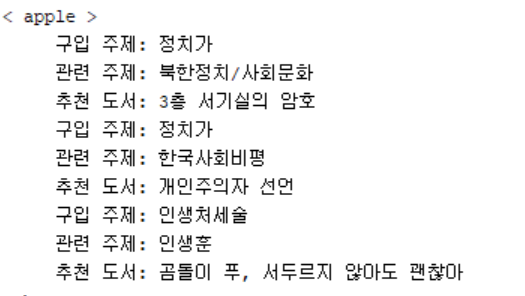 < apple >
구입 주제: 정치가
관련 주제: 북한정치/사회문화
추천 도서: 3층 서기실의 암호
구입 주제: 정치가
관련 주제: 한국사회비평
추천 도서: 개인주의자 선언
구입 주제: 인생처세술
관련 주제: 인생훈
추천 도서: 곰돌이 푸, 서두르지 않아도 괜찮아